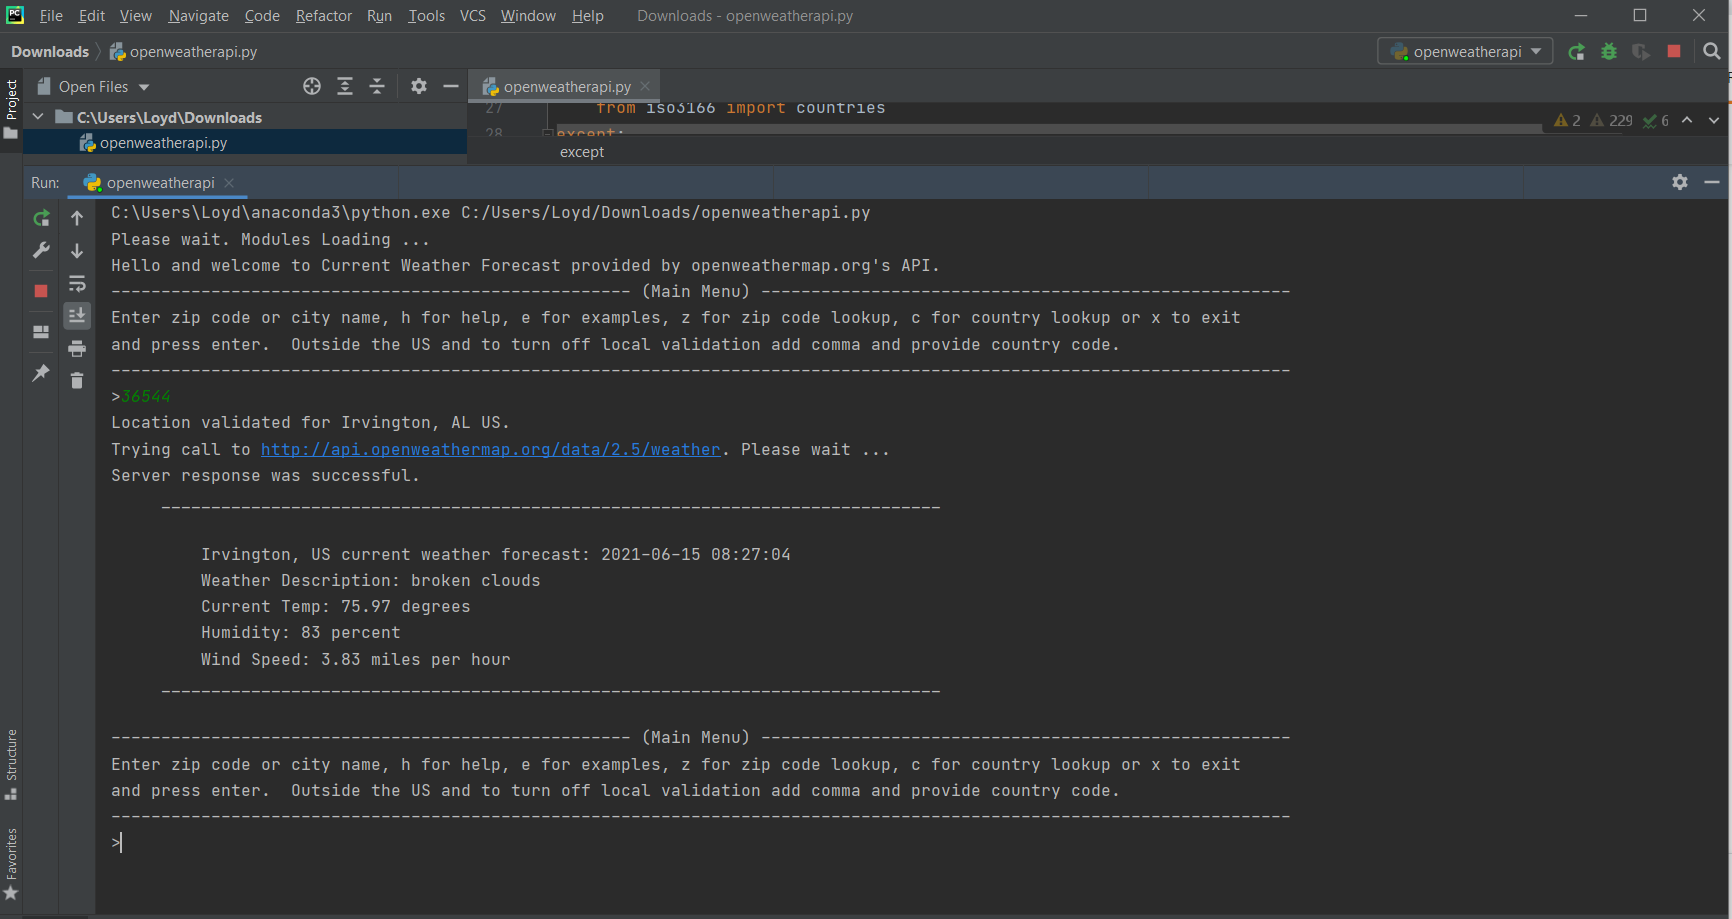 PC File Edit View Navigate Code Refactor Run Tools VCS Window Help Downloads - openweatherapi.py
Downloads openweatherapi.py openweatherapi
Project
Open Files openweatherapi.py
27 from iso3166 import countries
C:\Users\Loyd\Downloads
28 except: 2 229 6
openweatherapi.py
except
Run: openweatherapi
C:\Users\Loyd\anaconda3\python.exe C:/Users/Loyd/Downloads/openweatherapi.py
Please wait. Modules Loading ...
Hello and welcome to Current Weather Forecast provided by openweathermap.org's API.
---------------------------------------------------- (Main Menu) -----------------------------------------------------
Enter zip code or city name, h for help, e for examples, z for zip code lookup, c for country lookup or x to exit
and press enter.  Outside the US and to turn off local validation add comma and provide country code.
----------------------------------------------------------------------------------------------------------------------
>36544
Location validated for Irvington, AL US.
Trying call to http://api.openweathermap.org/data/2.5/weather. Please wait ...
Server response was successful.
______________________________________________________________________________
Irvington, US current weather forecast: 2021-06-15 08:27:04
Weather Description: broken clouds
Current Temp: 75.97 degrees
Humidity: 83 percent
Wind Speed: 3.83 miles per hour
______________________________________________________________________________
---------------------------------------------------- (Main Menu) -----------------------------------------------------
Enter zip code or city name, h for help, e for examples, z for zip code lookup, c for country lookup or x to exit
and press enter.  Outside the US and to turn off local validation add comma and provide country code.
----------------------------------------------------------------------------------------------------------------------
>
Structure
Favorites